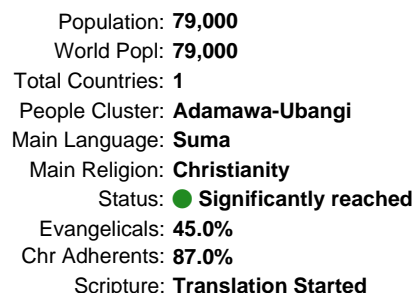 Population: 79,000
World Popl: 79,000
Total Countries: 1
People Cluster: Adamawa-Ubangi
Main Language: Suma
Main Religion: Christianity
Status: Significantly reached
Evangelicals: 45.0%
Chr Adherents: 87.0%
Scripture: Translation Started